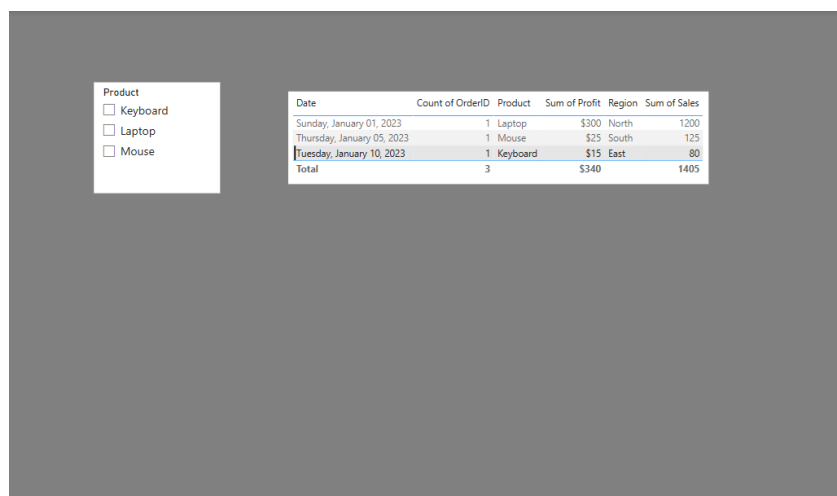 Product
Keyboard
Laptop
Mouse
Date Count of OrderID Product Sum of Profit Region Sum of Sales
Sunday, January 01, 2023 1 Laptop $300 North 1200
Thursday, January 05, 2023 1 Mouse $25 South 125
Tuesday, January 10, 2023 1 Keyboard $15 East 80
Total 3 $340 1405